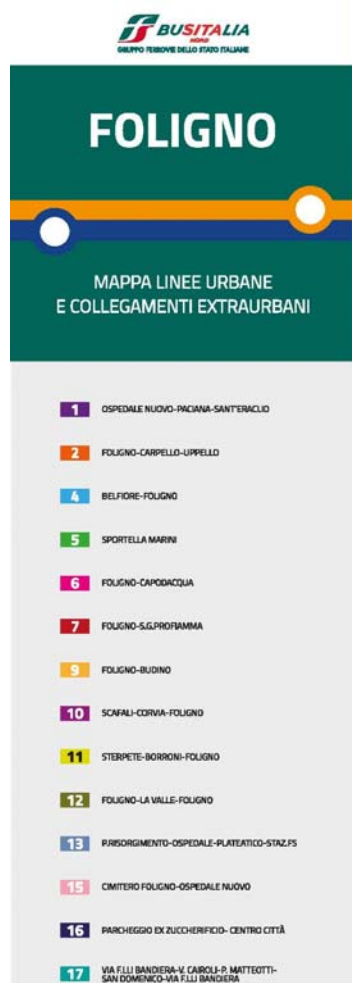 BUSITALIA
NORD
GRUPPO FERROVIE DELLO STATO ITALIANE
FOLIGNO
MAPPA LINEE URBANE
E COLLEGAMENTI EXTRAURBANI
1 OSPEDALE NUOVO-PACIANA-SANT'ERACLIO
2 FOLIGNO-CARPELLO-UPPELLO
4 BELFIORE-FOLIGNO
5 SPORTELLA MARINI
6 FOLIGNO-CAPODACQUA
7 FOLIGNO-S.G.PROFIAMMA
9 FOLIGNO-BUDINO
10 SCAFALI-CORVIA-FOLIGNO
11 STERPETE-BORRONI-FOLIGNO
12 FOLIGNO-LA VALLE-FOLIGNO
13 P.RISORGIMENTO-OSPEDALE-PLATEATICO-STAZ.FS
15 CIMITERO FOLIGNO-OSPEDALE NUOVO
16 PARCHEGGIO EX ZUCCHERIFICIO- CENTRO CITTÀ
17 VIA F.LLI BANDIERA-V. CAIROLI-P. MATTEOTTI-
SAN DOMENICO-VIA F.LLI BANDIERA